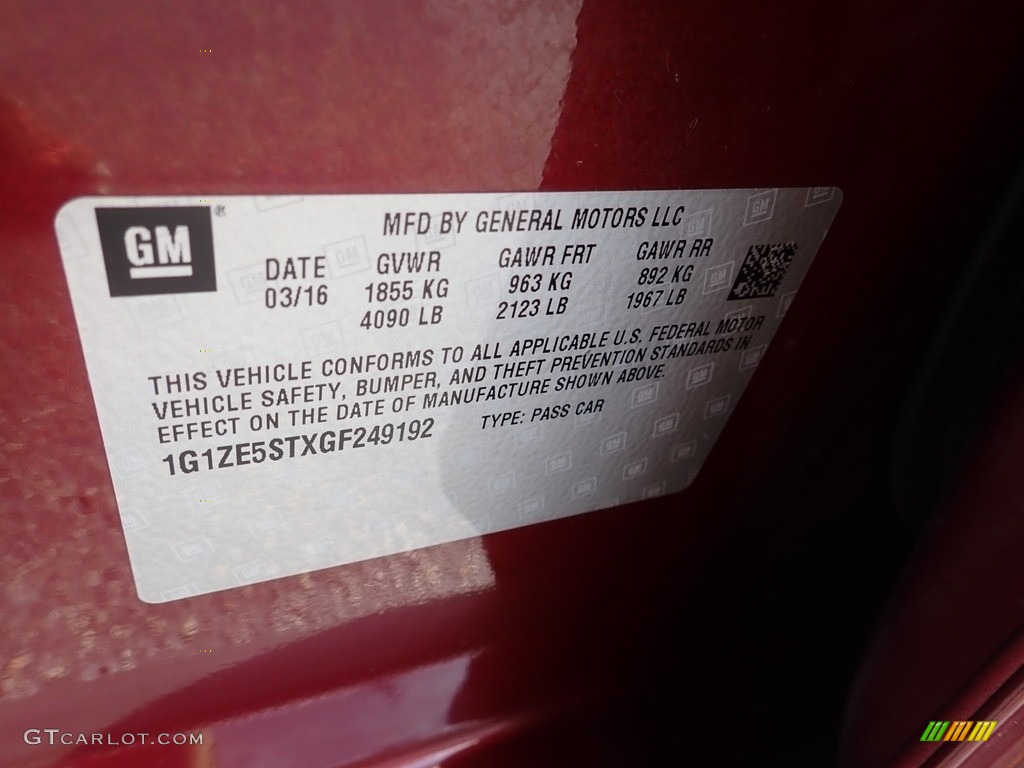 GM
MFD BY GENERAL MOTORS LLC
DATE GVWR GAWR FRT GAWR RR
03/16 1855 KG 963 KG 892 KG
4090 LB 2123 LB 1967 LB
THIS VEHICLE CONFORMS TO ALL APPLICABLE U.S. FEDERAL MOTOR
VEHICLE SAFETY, BUMPER, AND THEFT PREVENTION STANDARDS IN
EFFECT ON THE DATE OF MANUFACTURE SHOWN ABOVE.
1G1ZE5STXGF249192 TYPE: PASS CAR
GTCARLOT.COM